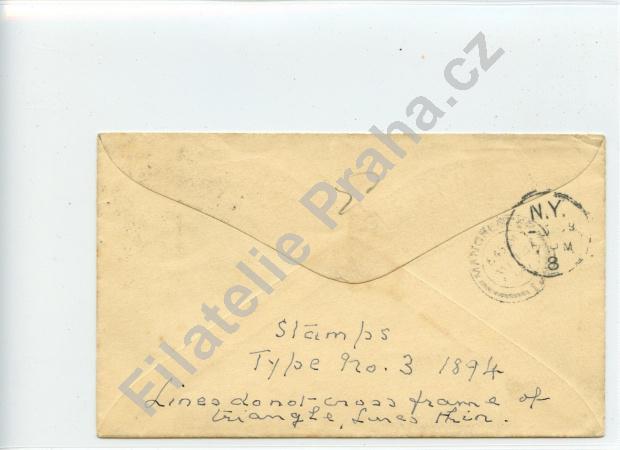 Filatelie Praha.cz
N.Y.
8
Stamps
Type No. 3 1894
Lines do not cross frame of
triangle, Lines thin.